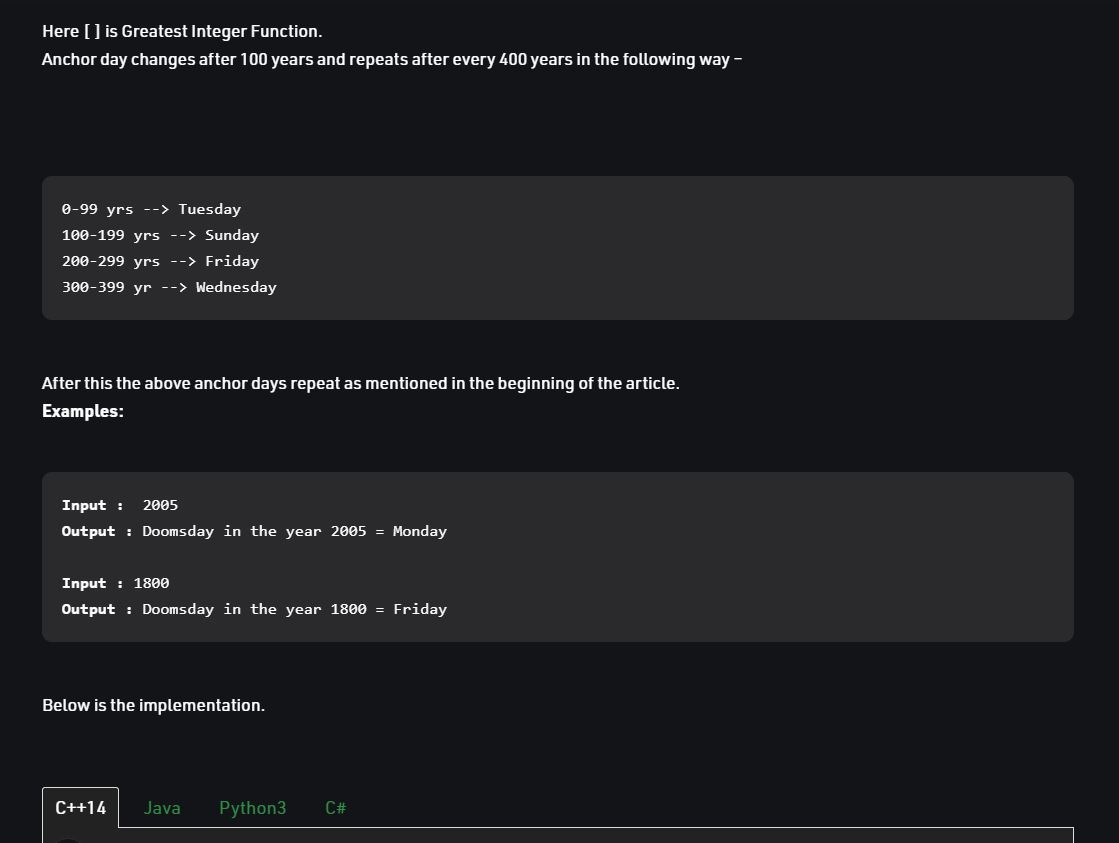 Here [ ] is Greatest Integer Function.
Anchor day changes after 100 years and repeats after every 400 years in the following way –
0-99 yrs --> Tuesday
100-199 yrs --> Sunday
200-299 yrs --> Friday
300-399 yr --> Wednesday
After this the above anchor days repeat as mentioned in the beginning of the article.
Examples:
Input :  2005
Output : Doomsday in the year 2005 = Monday
Input : 1800
Output : Doomsday in the year 1800 = Friday
Below is the implementation.
C++14 Java Python3 C#